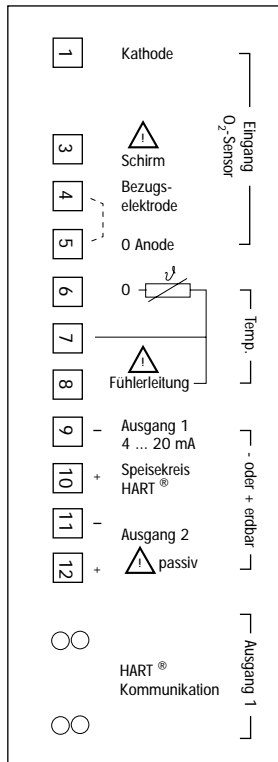 1 Kathode
Eingang
O₂-Sensor
3 !
Schirm
4 Bezugs-
elektrode
5 0 Anode
6 0 ϑ
7
Temp.
8 !
Fühlerleitung
9 – Ausgang 1
4 ... 20 mA
10 + Speisekreis
HART ®
- oder + erdbar
11 –
Ausgang 2
12 + ! passiv
Ausgang 1
HART ®
Kommunikation